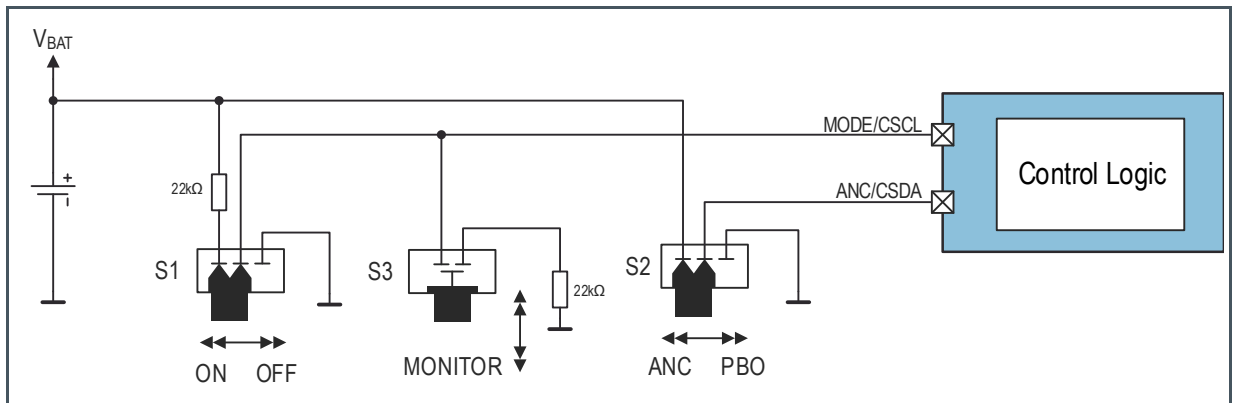 VBAT
MODE/CSCL
ANC/CSDA
Control Logic
+
22kΩ
S1
S3
S2
22kΩ
ON OFF
MONITOR
ANC PBO